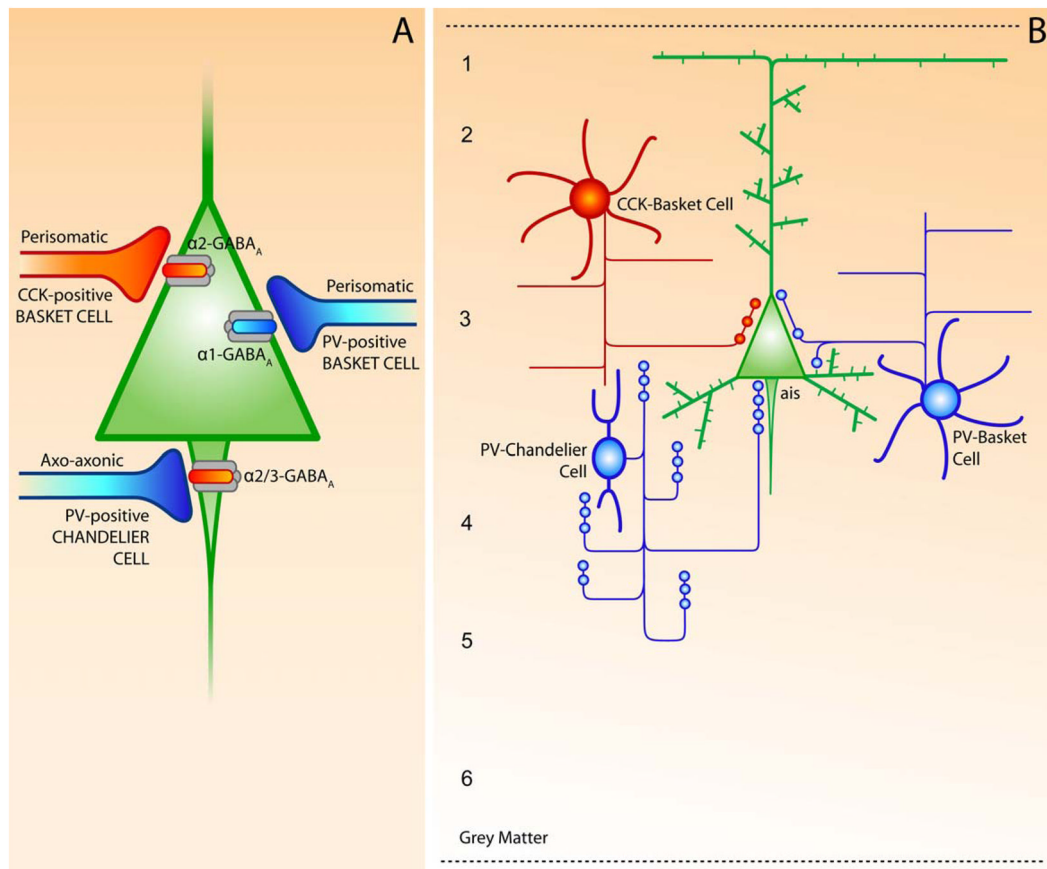 A
Perisomatic
α2-GABAA
CCK-positive
BASKET CELL
Perisomatic
α1-GABAA
PV-positive
BASKET CELL
Axo-axonic
α2/3-GABAA
PV-positive
CHANDELIER
CELL
B
1
2
CCK-Basket Cell
3
ais
PV-Chandelier
Cell
PV-Basket
Cell
4
5
6
Grey Matter